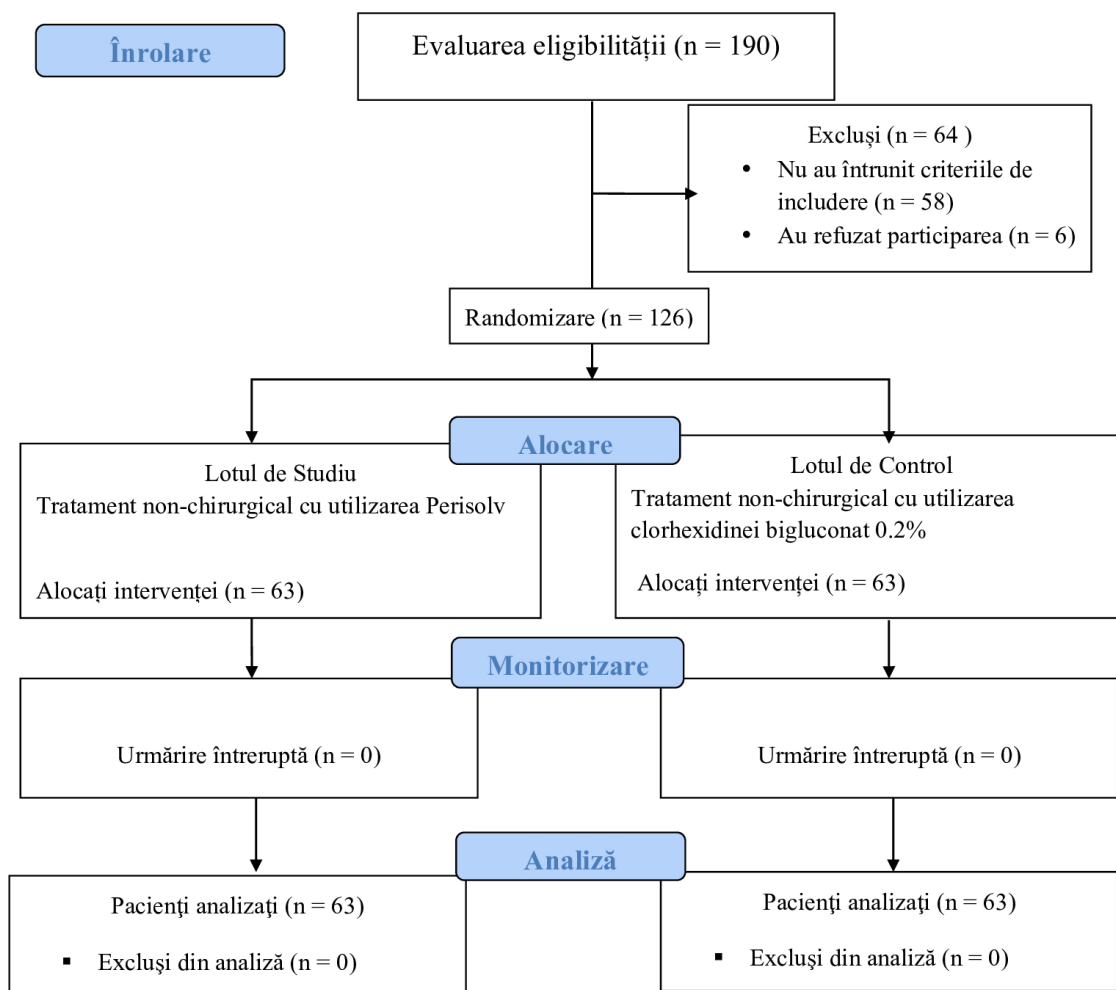 Înrolare
Evaluarea eligibilității (n = 190)
Excluși (n = 64 )
• Nu au întrunit criteriile de
includere (n = 58)
• Au refuzat participarea (n = 6)
Randomizare (n = 126)
Alocare
Lotul de Studiu
Tratament non-chirurgical cu utilizarea Perisolv
Alocați intervenței (n = 63)
Lotul de Control
Tratament non-chirurgical cu utilizarea
clorhexidinei bigluconat 0.2%
Alocați intervenței (n = 63)
Monitorizare
Urmărire întreruptă (n = 0)
Urmărire întreruptă (n = 0)
Analiză
Pacienţi analizaţi (n = 63)
▪ Excluşi din analiză (n = 0)
Pacienţi analizaţi (n = 63)
▪ Excluşi din analiză (n = 0)